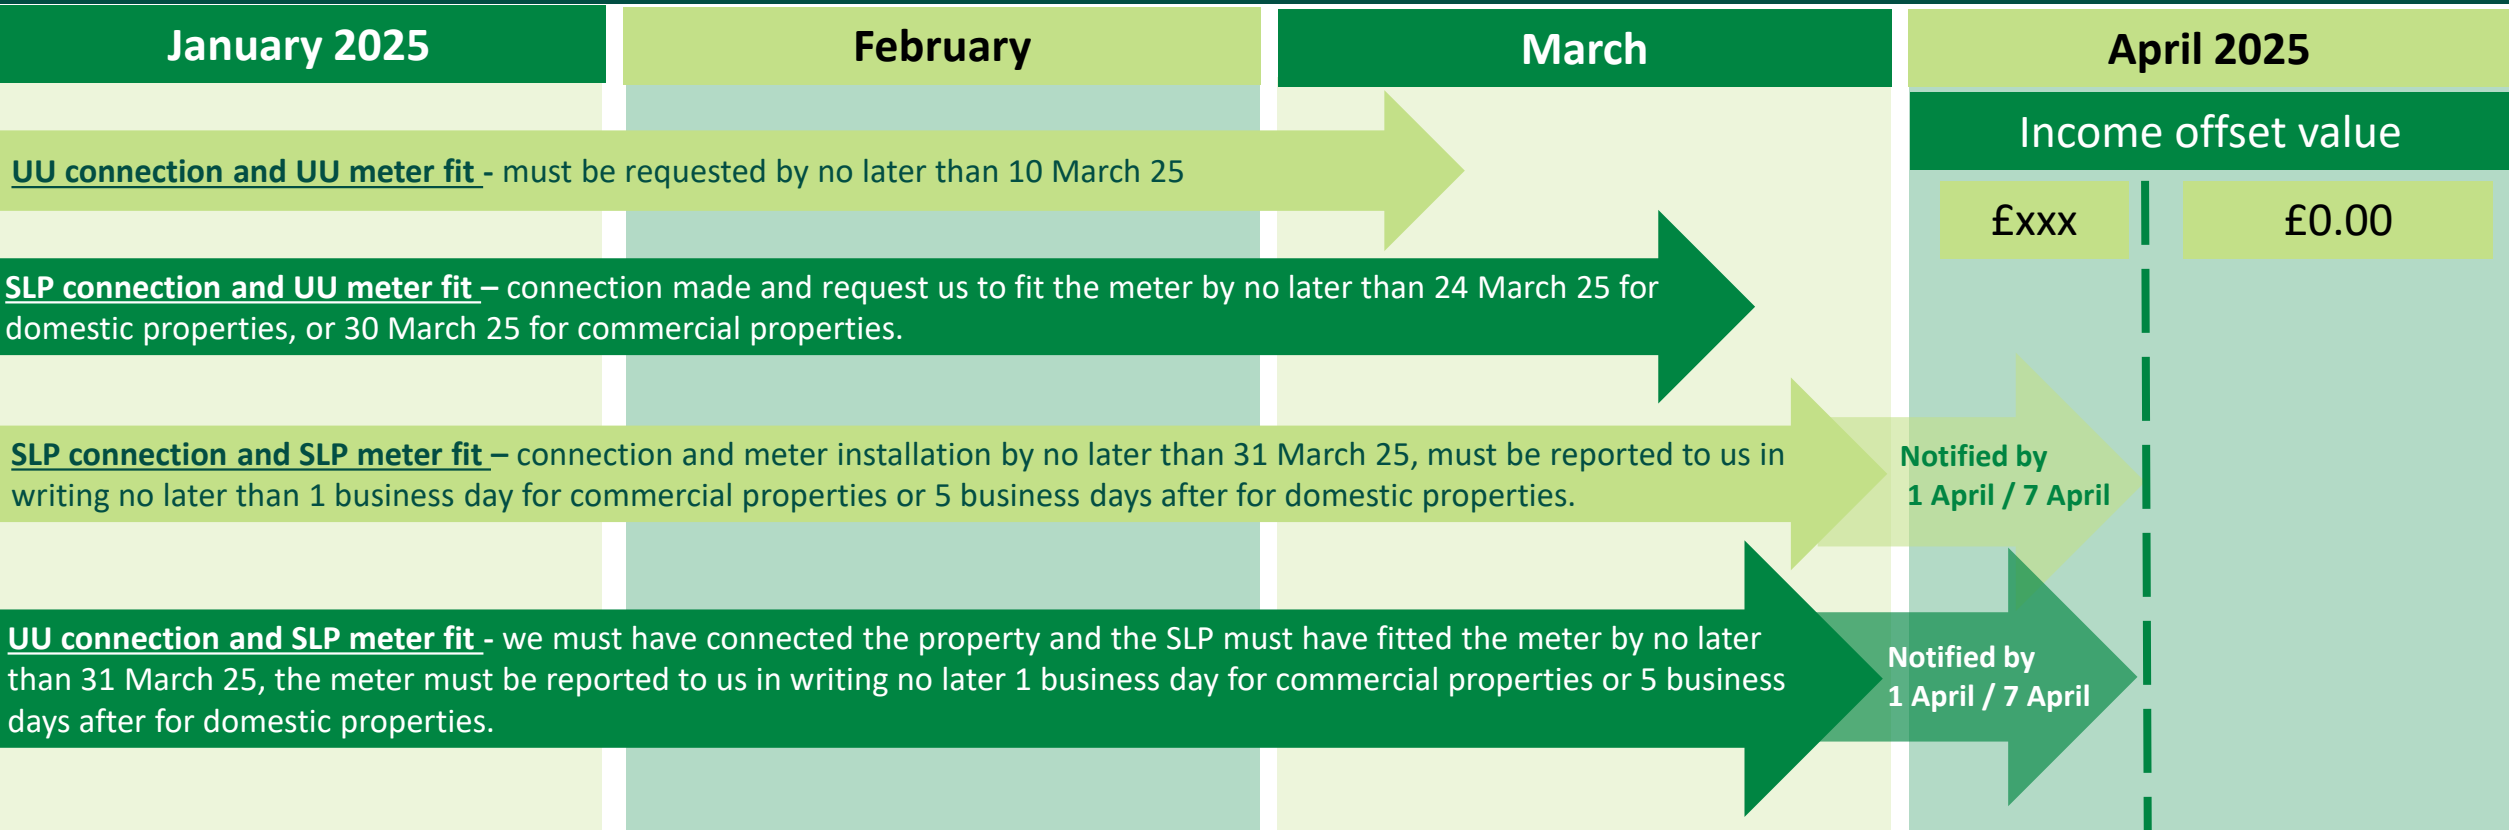 January 2025
February
March
April 2025
Income offset value
£xxx
£0.00
UU connection and UU meter fit - must be requested by no later than 10 March 25
SLP connection and UU meter fit – connection made and request us to fit the meter by no later than 24 March 25 for
domestic properties, or 30 March 25 for commercial properties.
SLP connection and SLP meter fit – connection and meter installation by no later than 31 March 25, must be reported to us in
writing no later than 1 business day for commercial properties or 5 business days after for domestic properties.
Notified by
1 April / 7 April
UU connection and SLP meter fit - we must have connected the property and the SLP must have fitted the meter by no later
than 31 March 25, the meter must be reported to us in writing no later 1 business day for commercial properties or 5 business
days after for domestic properties.
Notified by
1 April / 7 April